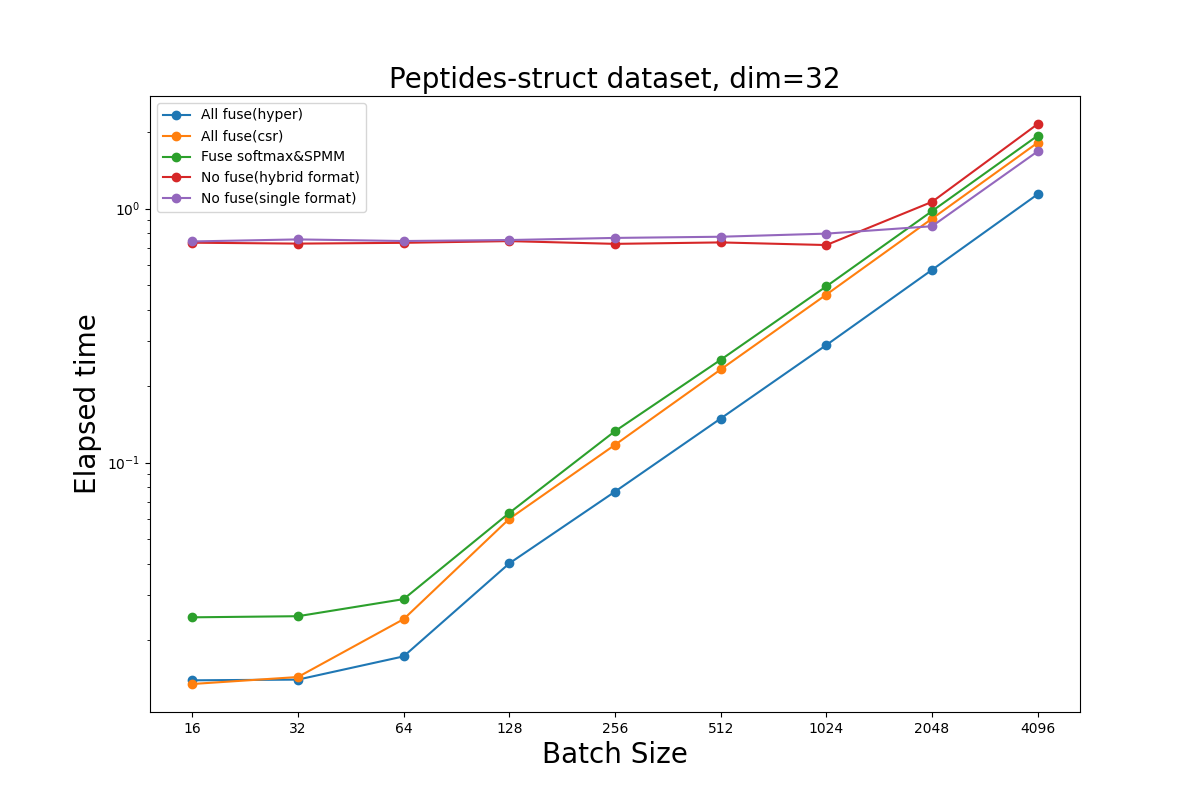 Peptides-struct dataset, dim=32
All fuse(hyper)
All fuse(csr)
Fuse softmax&SPMM
No fuse(hybrid format)
No fuse(single format)
Elapsed time
10⁰
10⁻¹
16 32 64 128 256 512 1024 2048 4096
Batch Size